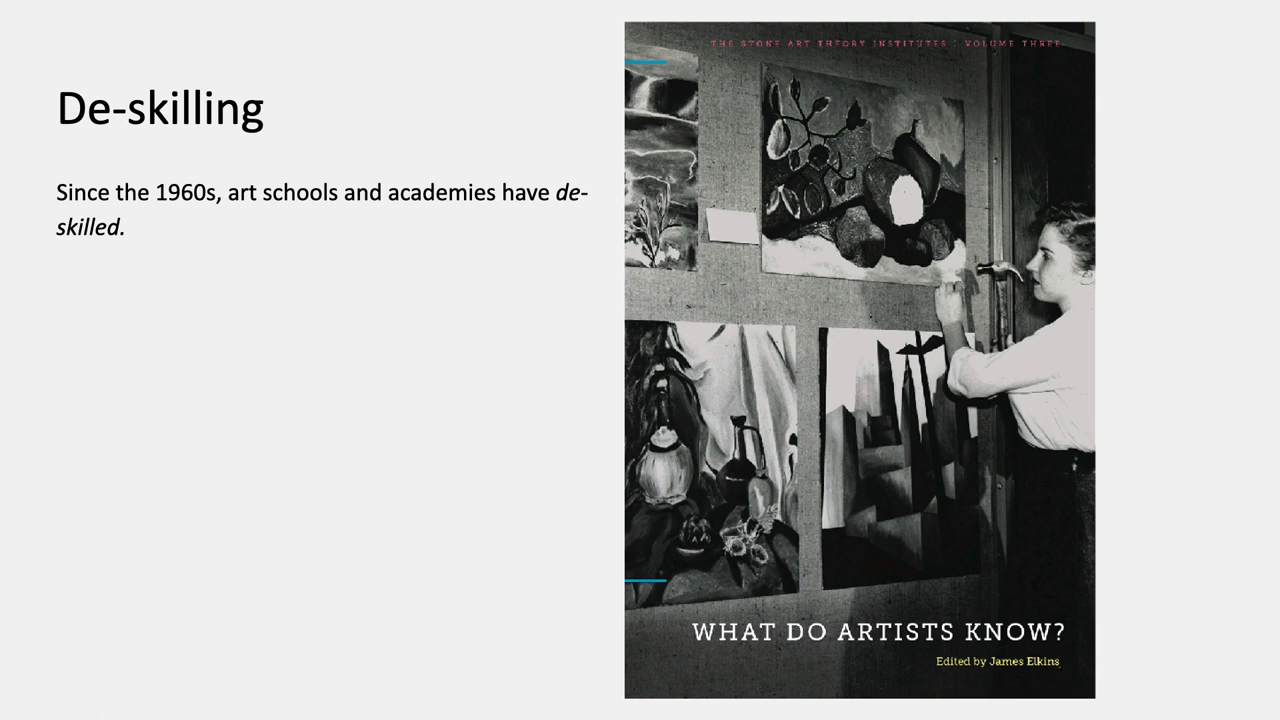 De-skilling
Since the 1960s, art schools and academies have de-
skilled.
THE STONE ART THEORY INSTITUTES | VOLUME THREE
WHAT DO ARTISTS KNOW?
Edited by James Elkins